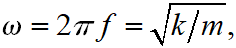 ω = 2πf = √k/m,